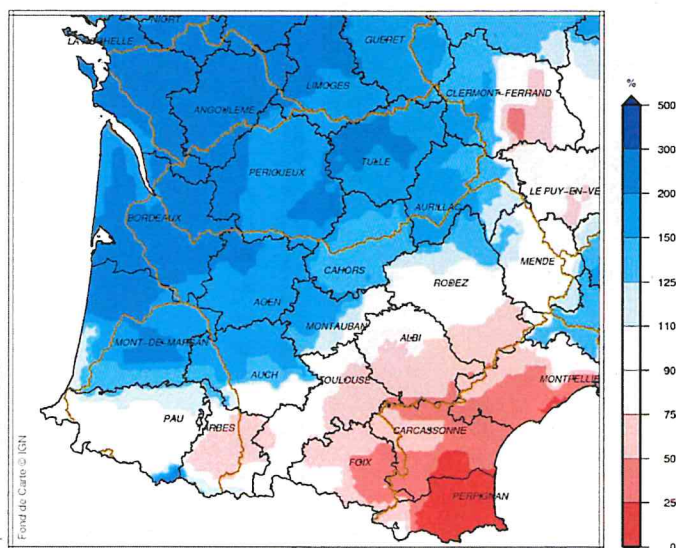 NIORT
GUERET
LA ROCHELLE
LIMOGES
CLERMONT-FERRAND
ANGOULEME
TULLE
PERIGUEUX
LE PUY-EN-VE
AURILLAC
BORDEAUX
MENDE
CAHORS
RODEZ
AGEN
MONTAUBAN
ALBI
MONT-DE-MARSAN
AUCH
TOULOUSE
MONTPELLIE
PAU
TARBES
CARCASSONNE
FOIX
PERPIGNAN
Fond de Carte © IGN
%
500
300
200
150
125
110
90
75
50
25
0